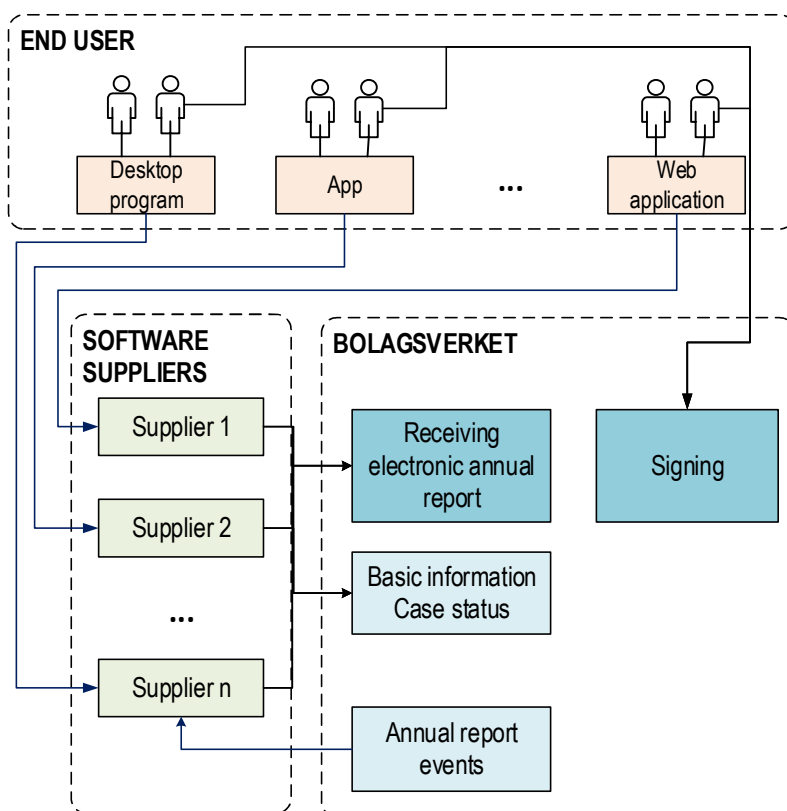 END USER
Desktop
program
App
...
Web
application
SOFTWARE
SUPPLIERS
Supplier 1
Supplier 2
...
Supplier n
BOLAGSVERKET
Receiving
electronic annual
report
Signing
Basic information
Case status
Annual report
events